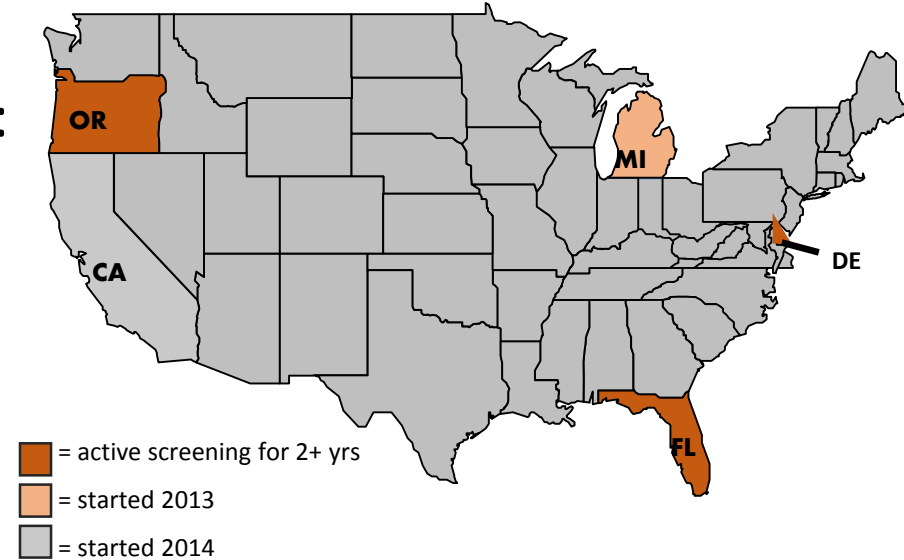 :
OR
MI
CA
DE
FL
= active screening for 2+ yrs
= started 2013
= started 2014